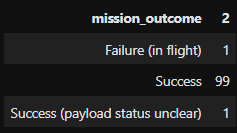 mission_outcome 2
Failure (in flight) 1
Success 99
Success (payload status unclear) 1